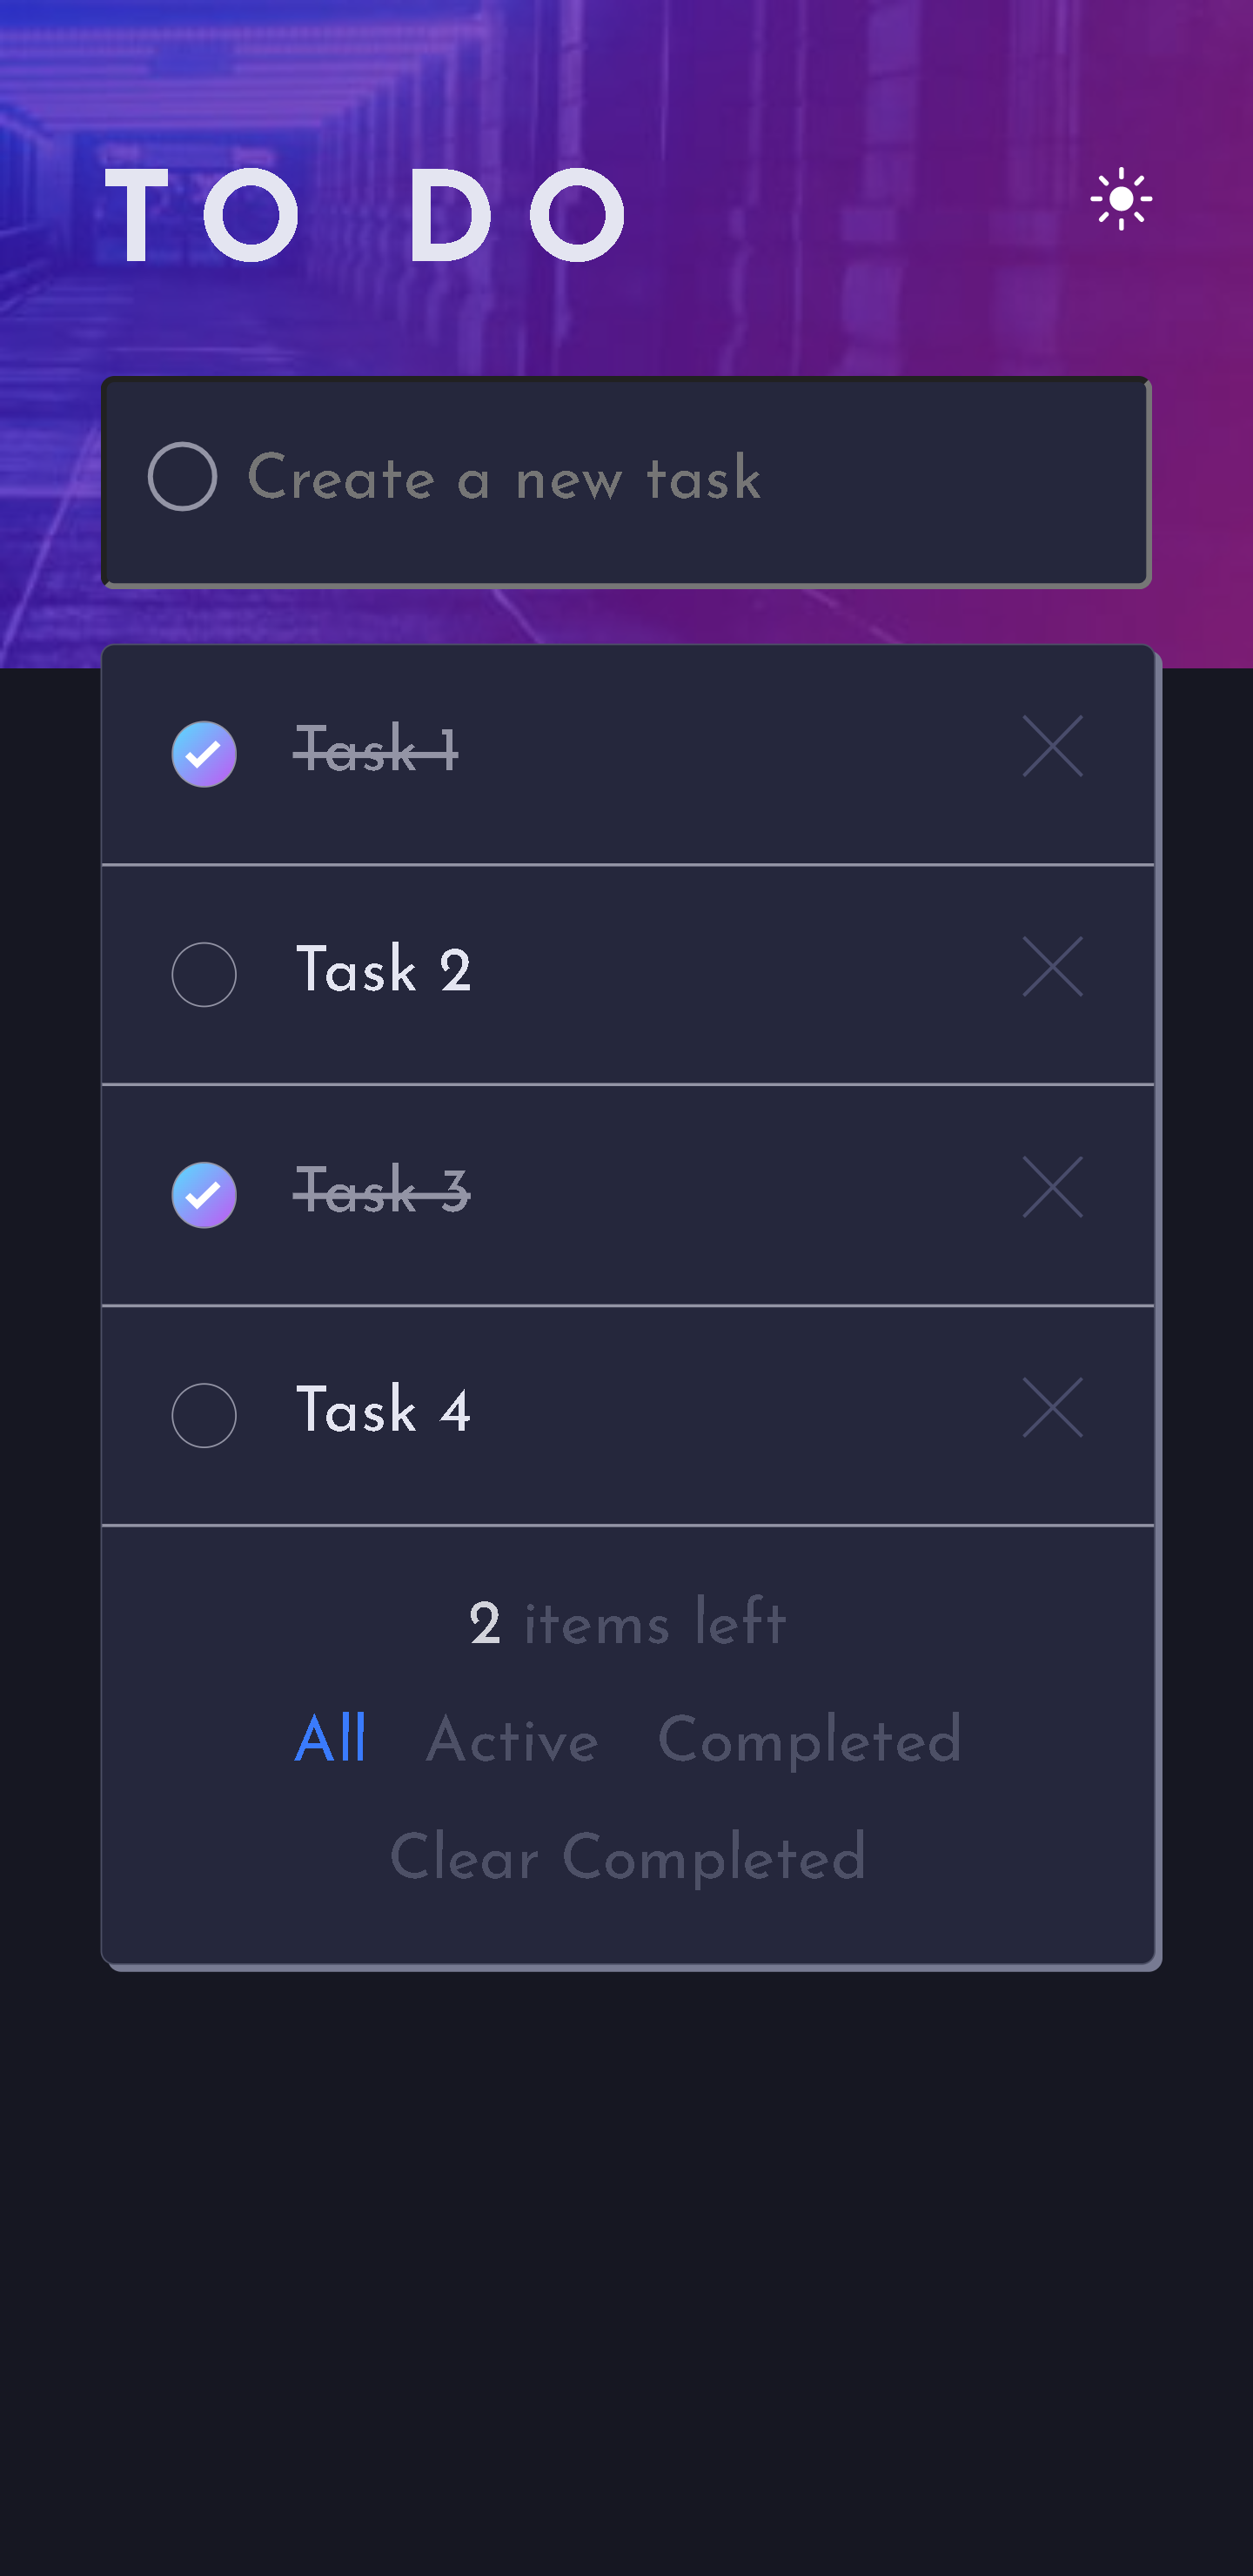 TO DO
Create a new task
Task 1
Task 2
Task 3
Task 4
2 items left
All Active Completed
Clear Completed